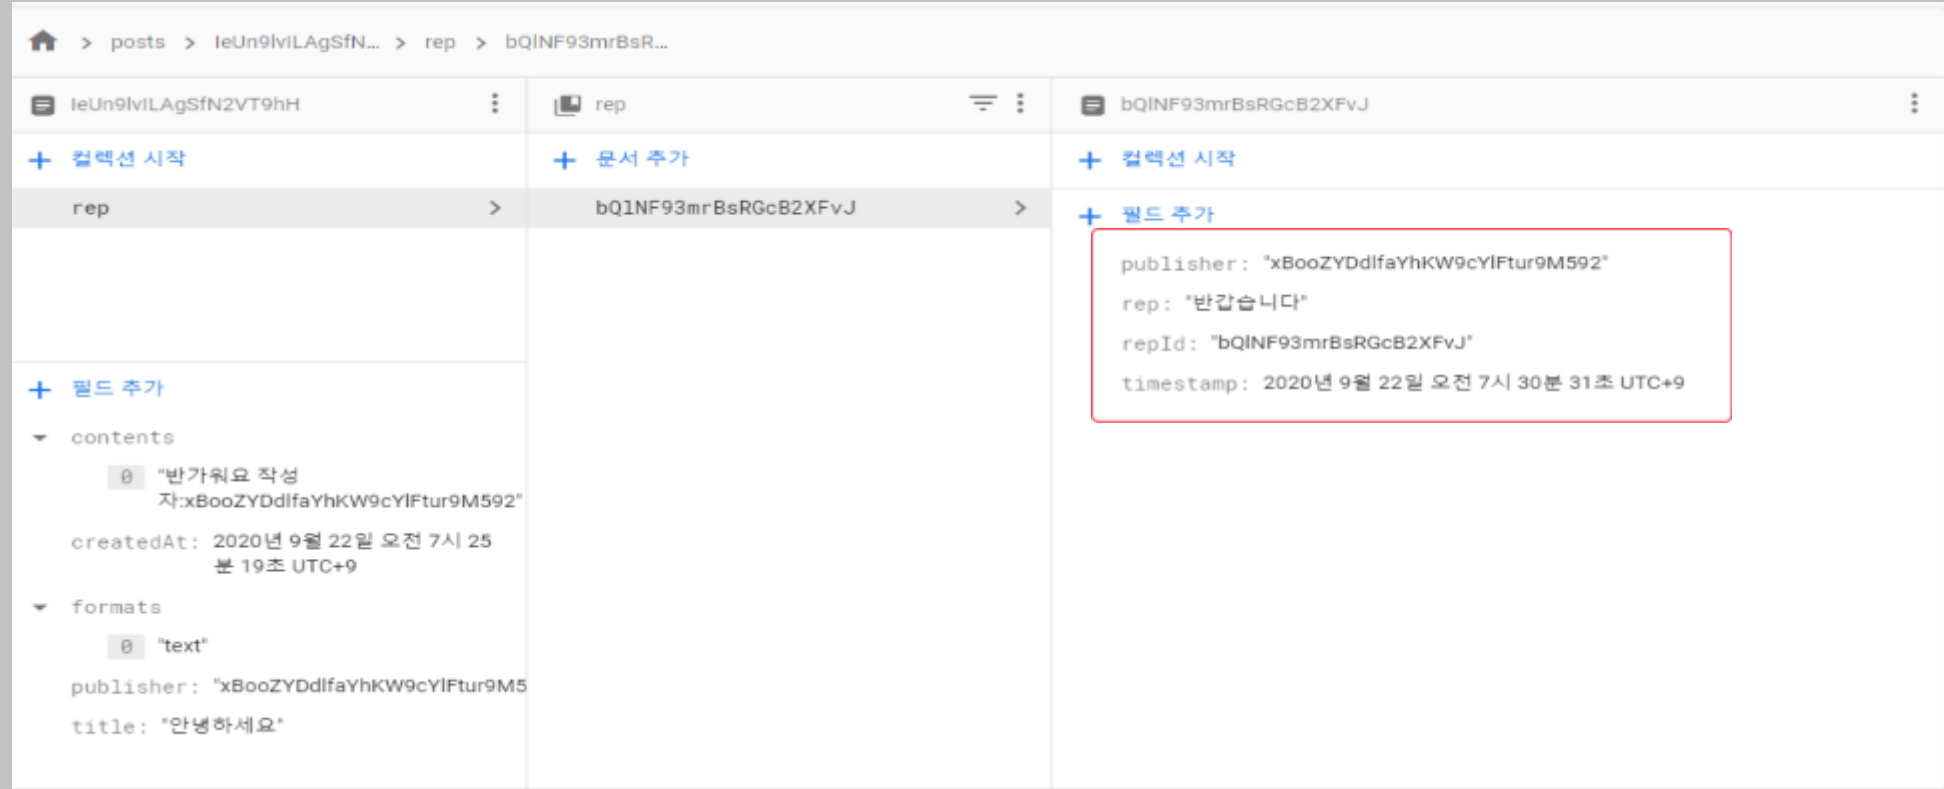 > posts > IeUn9lvILAgSfN... > rep > bQlNF93mrBsR...
IeUn9lvILAgSfN2VT9hH
+ 컬렉션 시작
rep >
+ 필드 추가
contents
0 "반가워요 작성
자:xBooZYDdlfaYhKW9cYlFtur9M592"
createdAt: 2020년 9월 22일 오전 7시 25
분 19초 UTC+9
formats
0 "text"
publisher: "xBooZYDdlfaYhKW9cYlFtur9M5
title: "안녕하세요"
rep
+ 문서 추가
bQlNF93mrBsRGcB2XFvJ >
bQlNF93mrBsRGcB2XFvJ
+ 컬렉션 시작
+ 필드 추가
publisher: "xBooZYDdlfaYhKW9cYlFtur9M592"
rep: "반갑습니다"
repId: "bQlNF93mrBsRGcB2XFvJ"
timestamp: 2020년 9월 22일 오전 7시 30분 31초 UTC+9